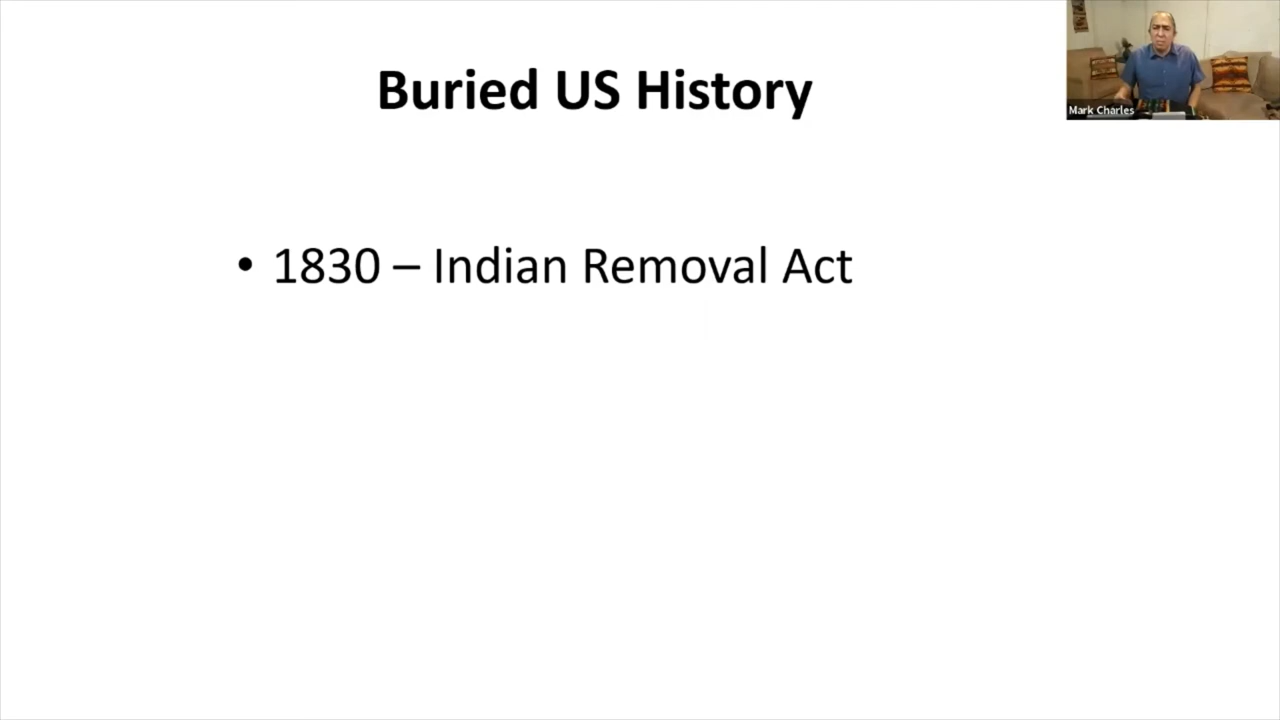 Buried US History
Mark Charles
• 1830 – Indian Removal Act